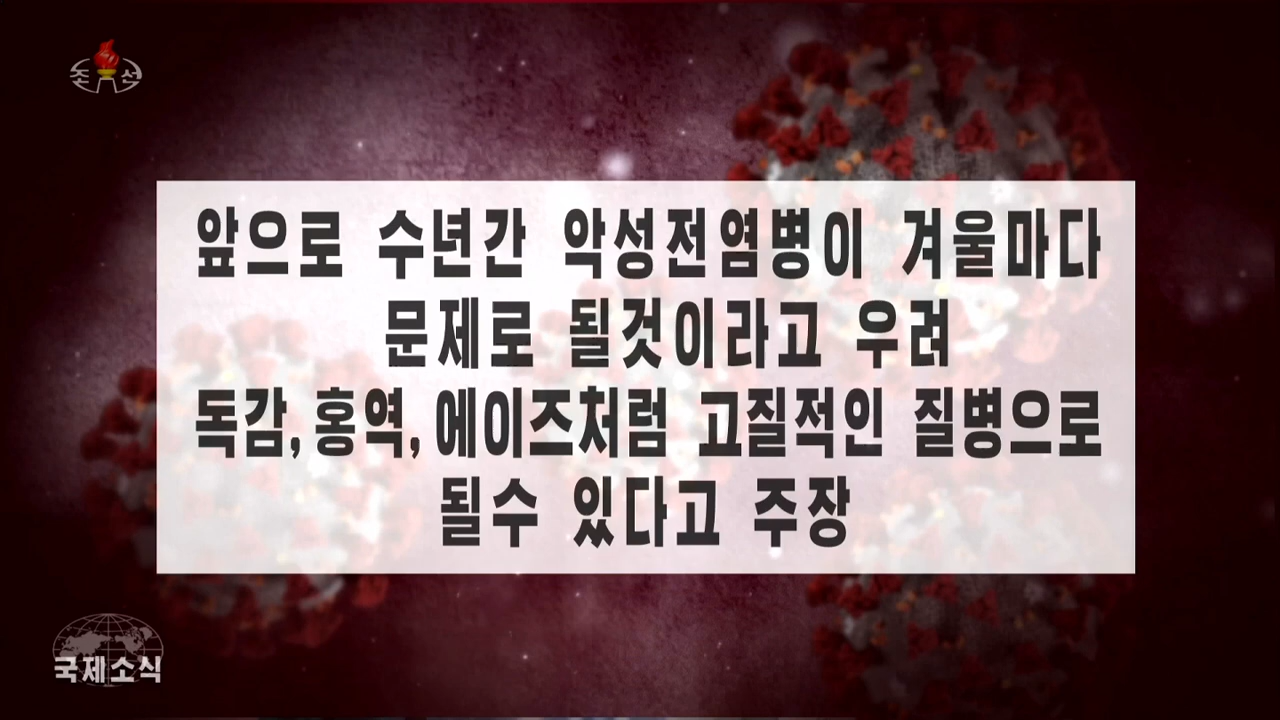 조선
앞으로 수년간 악성전염병이 겨울마다
문제로 될것이라고 우려
독감, 홍역, 에이즈처럼 고질적인 질병으로
될수 있다고 주장
국제소식